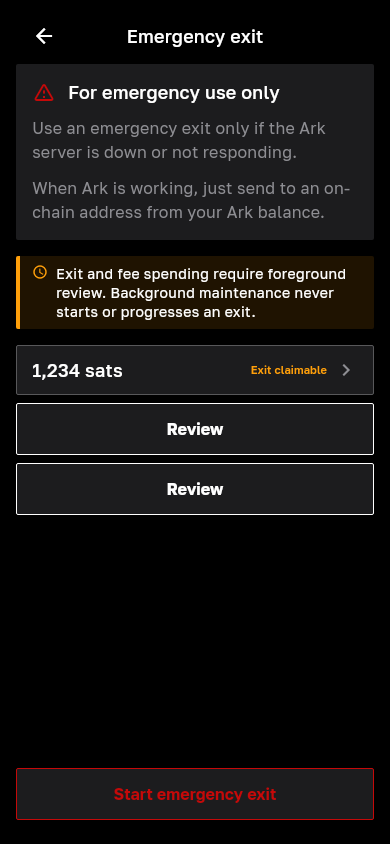 Emergency exit
For emergency use only
Use an emergency exit only if the Ark
server is down or not responding.
When Ark is working, just send to an on-
chain address from your Ark balance.
Exit and fee spending require foreground
review. Background maintenance never
starts or progresses an exit.
1,234 sats Exit claimable
Review
Review
Start emergency exit